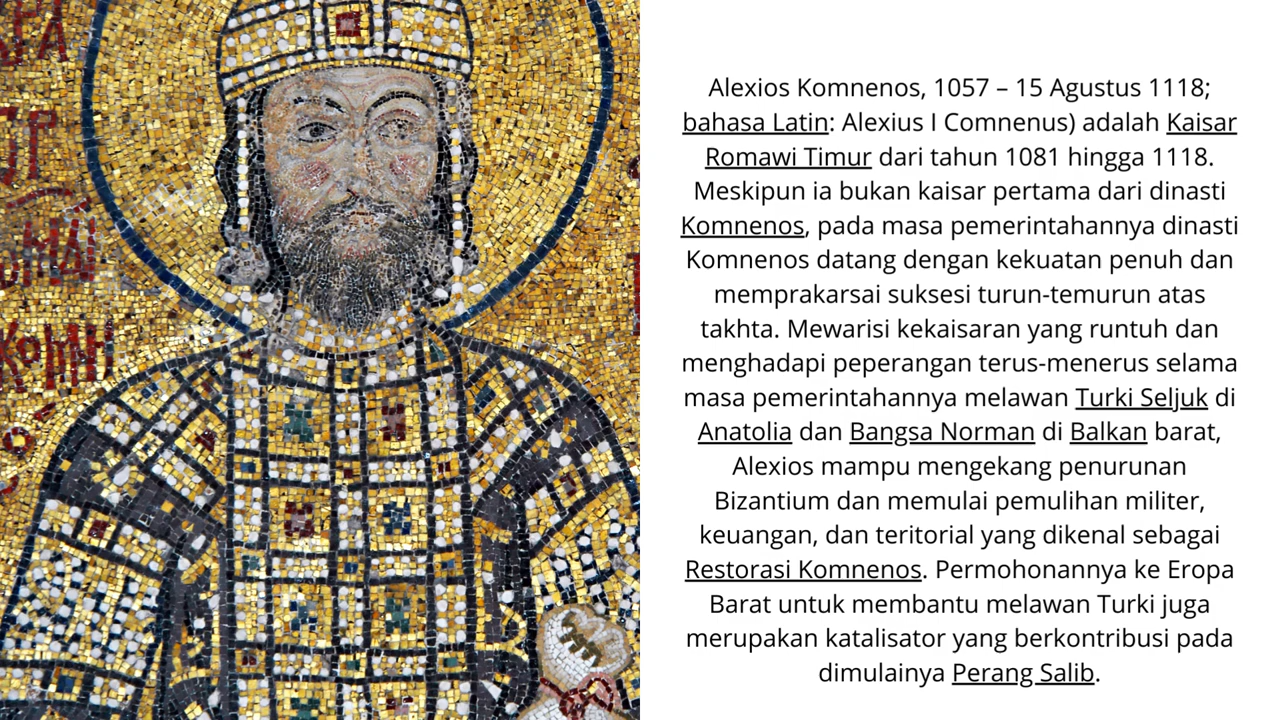 Alexios Komnenos, 1057 – 15 Agustus 1118;
bahasa Latin: Alexius I Comnenus) adalah Kaisar
Romawi Timur dari tahun 1081 hingga 1118.
Meskipun ia bukan kaisar pertama dari dinasti
Komnenos, pada masa pemerintahannya dinasti
Komnenos datang dengan kekuatan penuh dan
memprakarsai suksesi turun-temurun atas
takhta. Mewarisi kekaisaran yang runtuh dan
menghadapi peperangan terus-menerus selama
masa pemerintahannya melawan Turki Seljuk di
Anatolia dan Bangsa Norman di Balkan barat,
Alexios mampu mengekang penurunan
Bizantium dan memulai pemulihan militer,
keuangan, dan teritorial yang dikenal sebagai
Restorasi Komnenos. Permohonannya ke Eropa
Barat untuk membantu melawan Turki juga
merupakan katalisator yang berkontribusi pada
dimulainya Perang Salib.